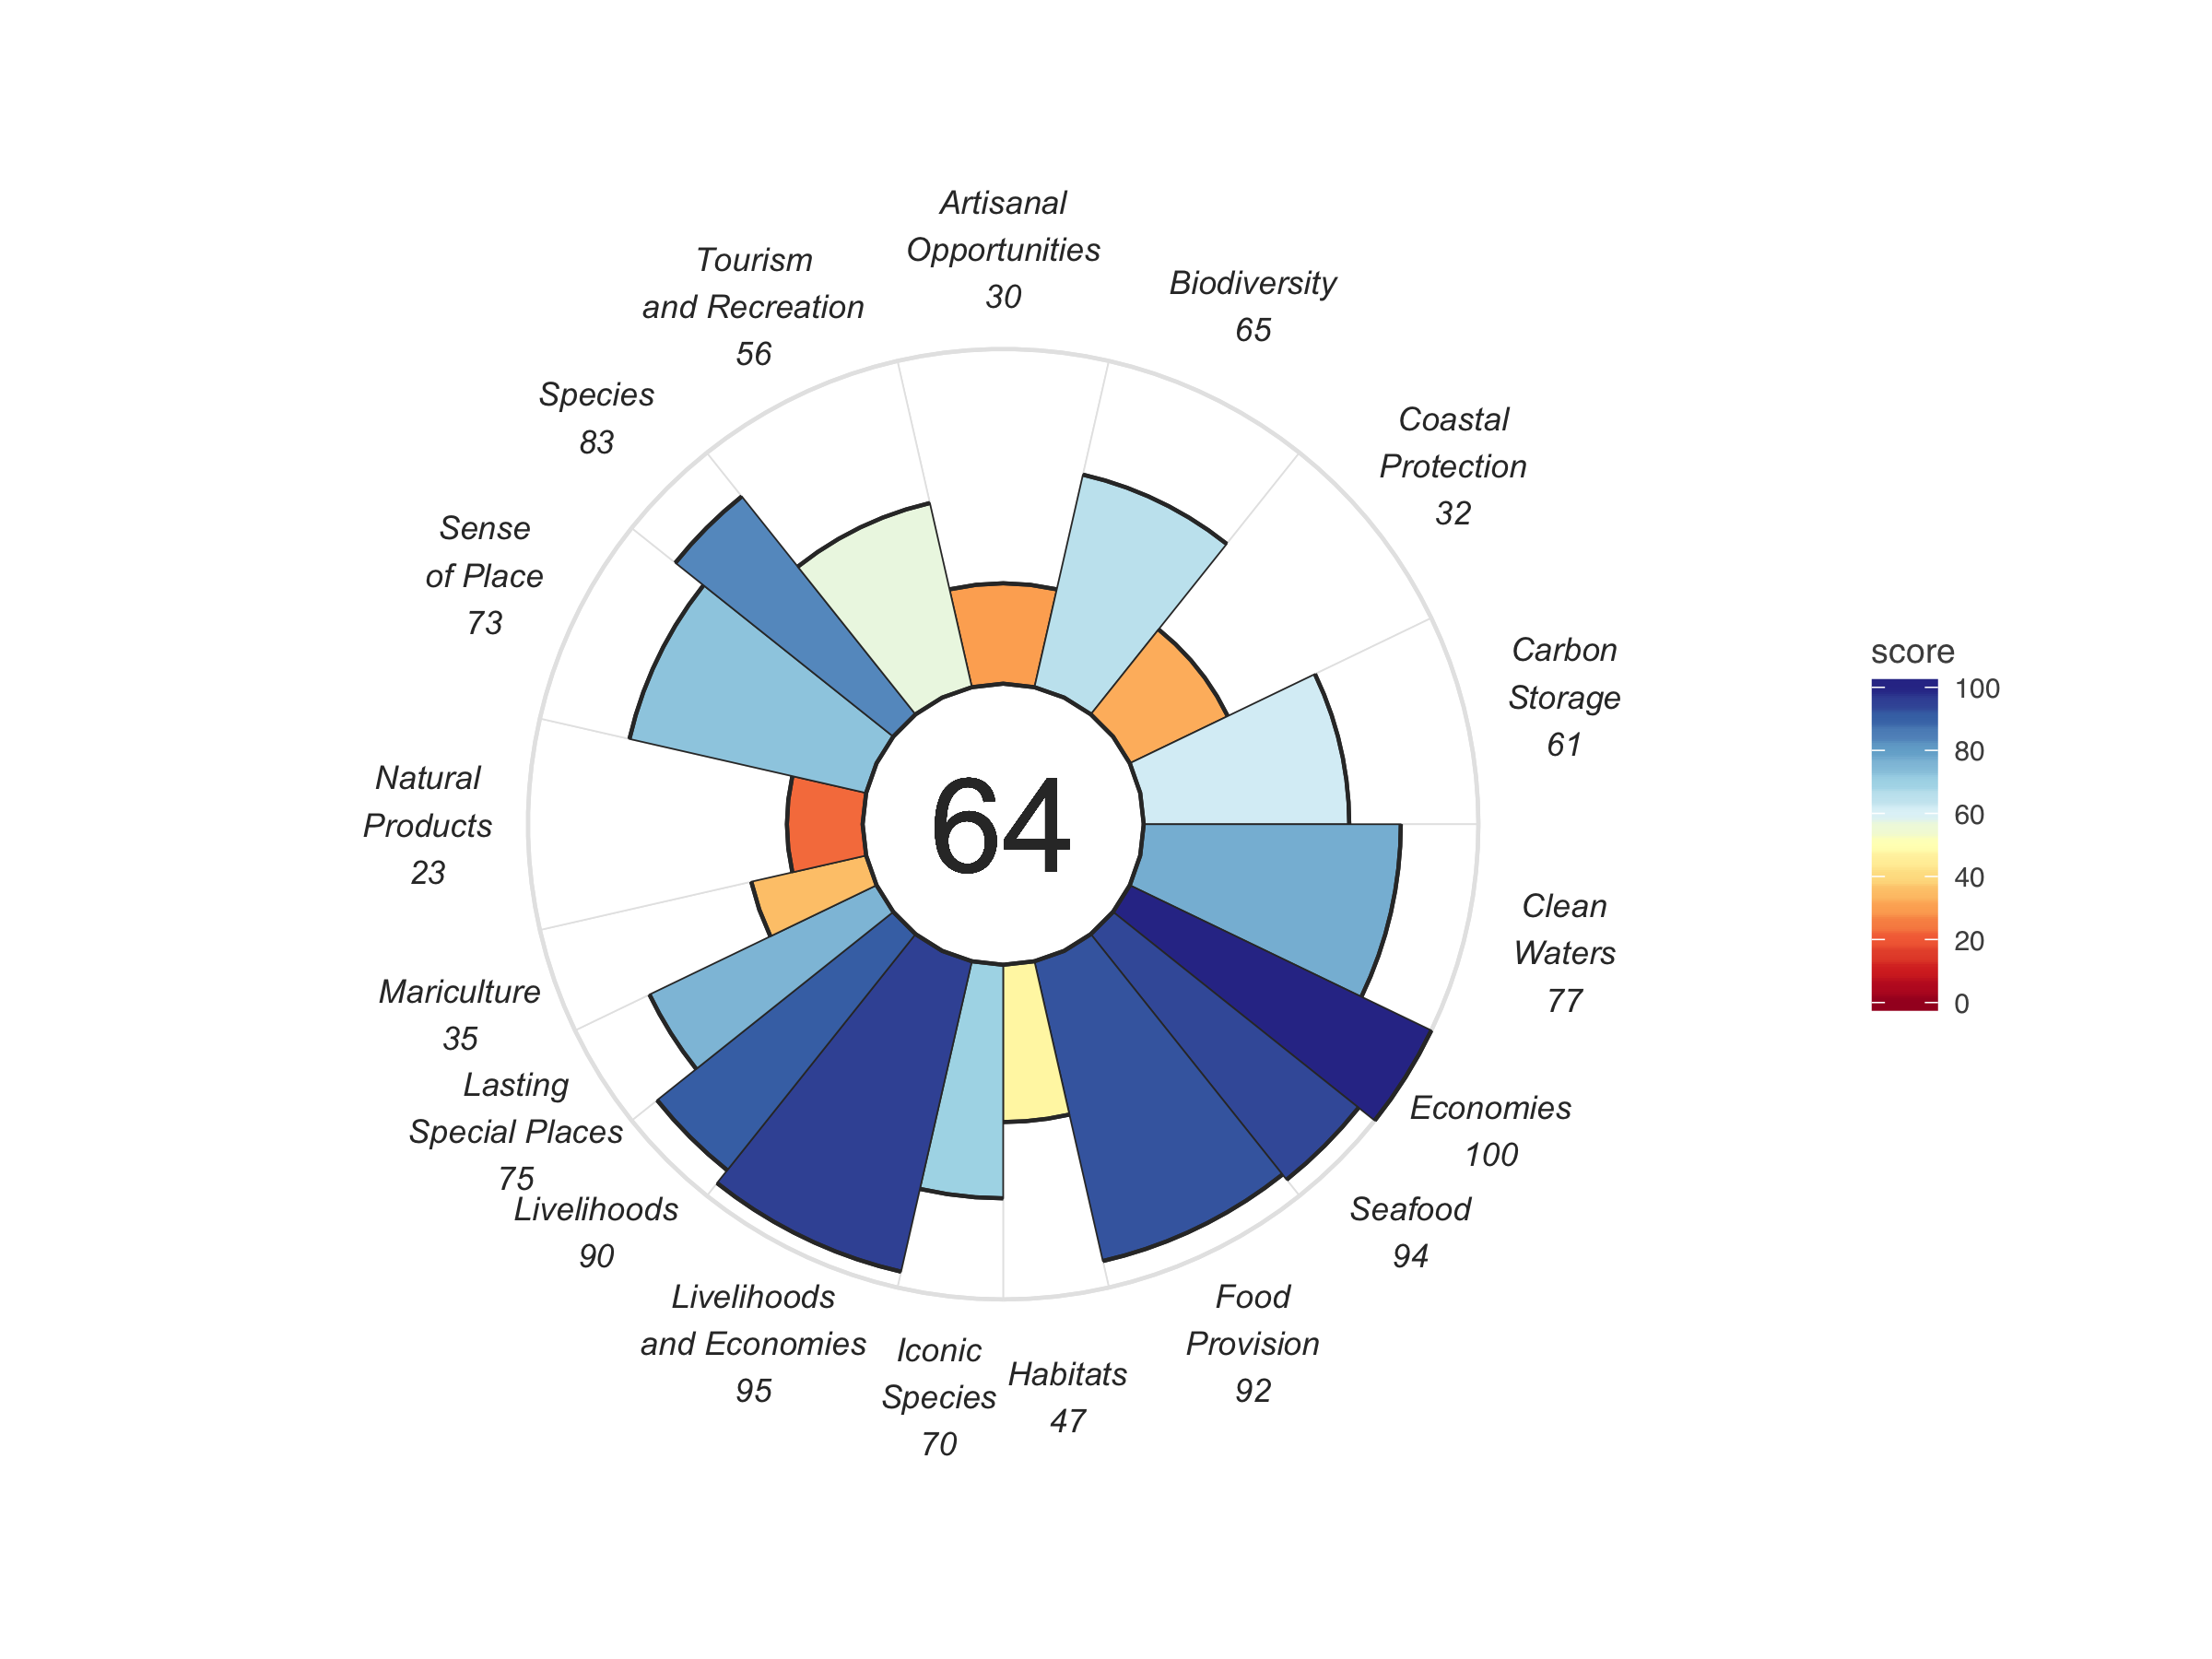 Artisanal
Opportunities
30
Biodiversity
65
Coastal
Protection
32
Carbon
Storage
61
Clean
Waters
77
Economies
100
Seafood
94
Food
Provision
92
Habitats
47
Iconic
Species
70
Livelihoods
and Economies
95
Livelihoods
90
Lasting
Special Places
75
Mariculture
35
Natural
Products
23
Sense
of Place
73
Species
83
Tourism
and Recreation
56
64
score
100
80
60
40
20
0